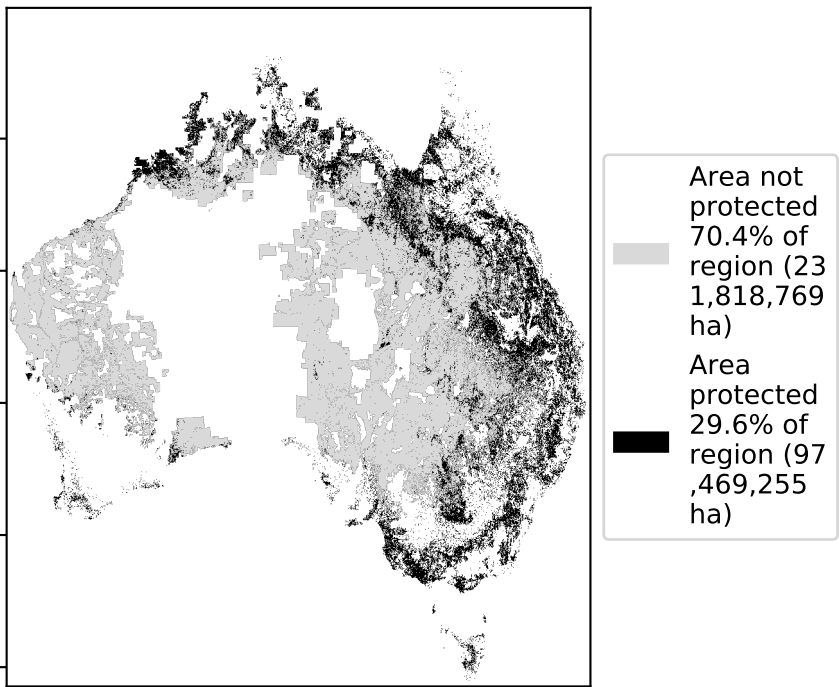 Area not
protected
70.4% of
region (23
1,818,769
ha)
Area
protected
29.6% of
region (97
,469,255
ha)